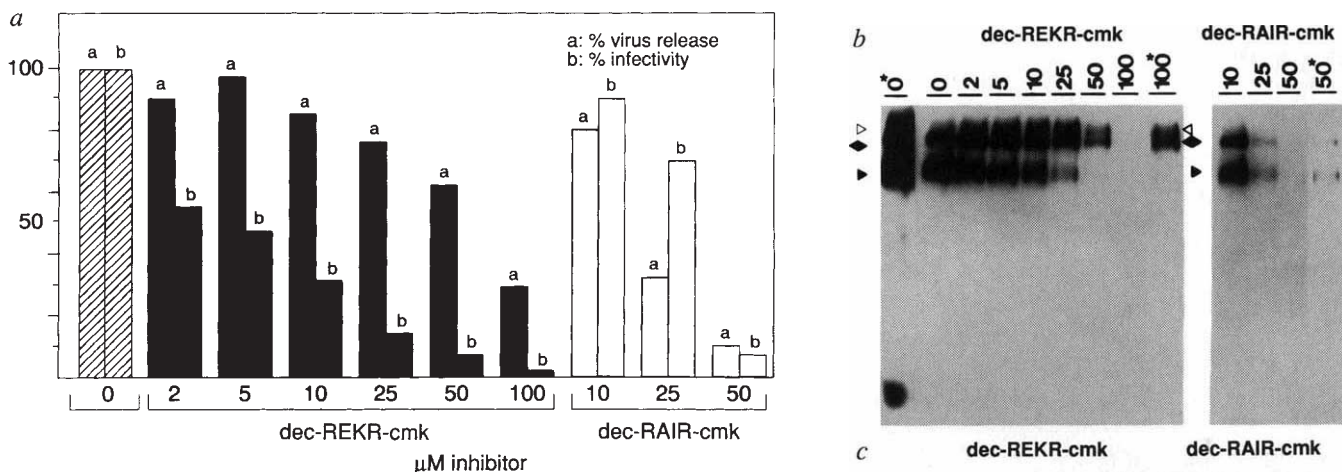 a
a: % virus release
b: % infectivity
a b
100
50
a b
a b
a b
a b
a b
a b
a b
a b
a b
0 2 5 10 25 50 100 10 25 50
dec-REKR-cmk dec-RAIR-cmk
μM inhibitor
b
dec-REKR-cmk dec-RAIR-cmk
*0 0 2 5 10 25 50 100 *100 10 25 50 *50
c dec-REKR-cmk dec-RAIR-cmk